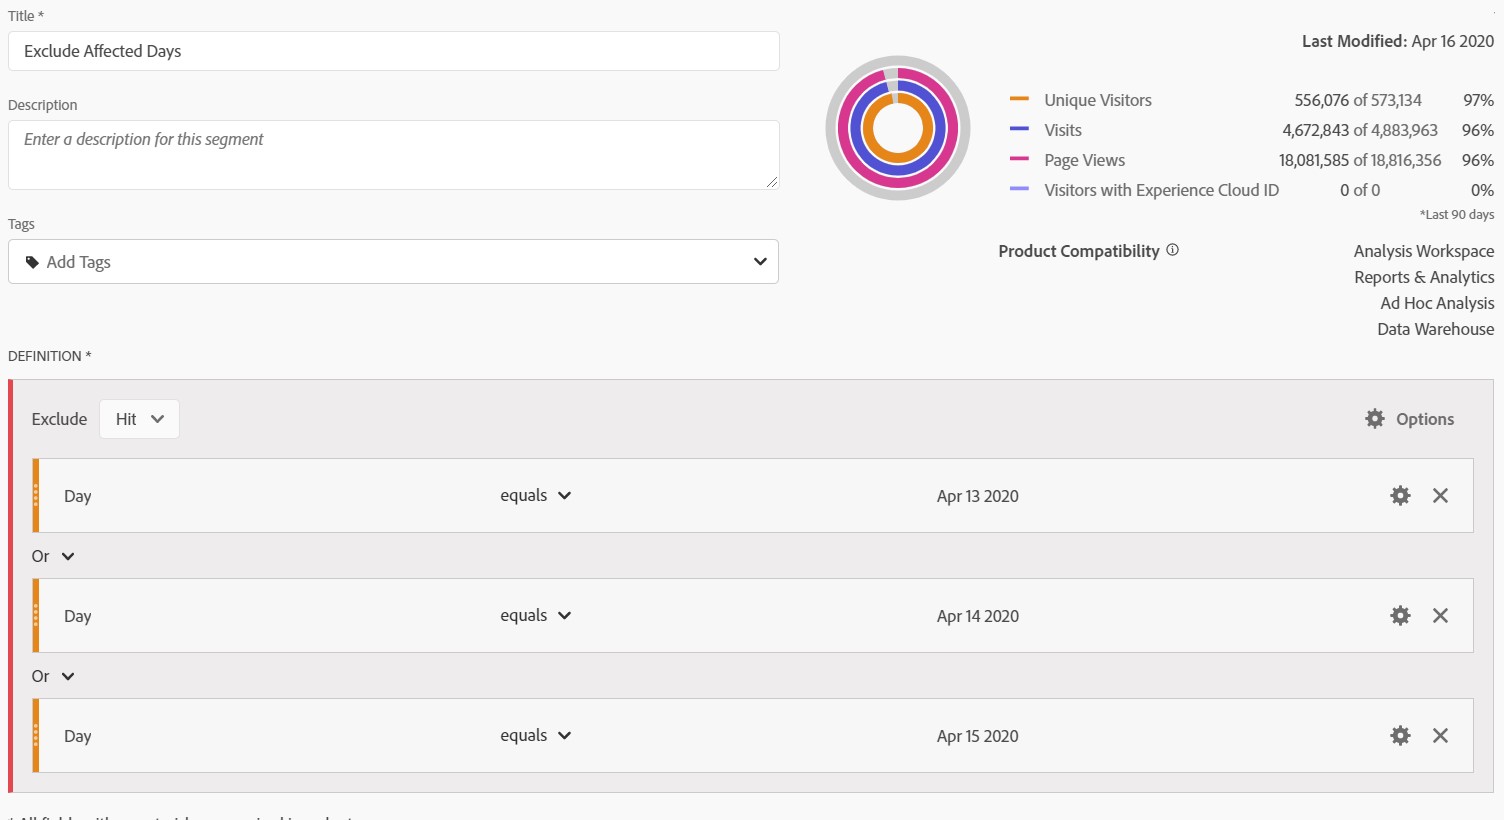 Title *
Exclude Affected Days
Description
Enter a description for this segment
Tags
Add Tags
Last Modified: Apr 16 2020
Unique Visitors 556,076 of 573,134 97%
Visits 4,672,843 of 4,883,963 96%
Page Views 18,081,585 of 18,816,356 96%
Visitors with Experience Cloud ID 0 of 0 0%
*Last 90 days
Product Compatibility Analysis Workspace
Reports & Analytics
Ad Hoc Analysis
Data Warehouse
DEFINITION *
Exclude Hit Options
Day equals Apr 13 2020
Or
Day equals Apr 14 2020
Or
Day equals Apr 15 2020